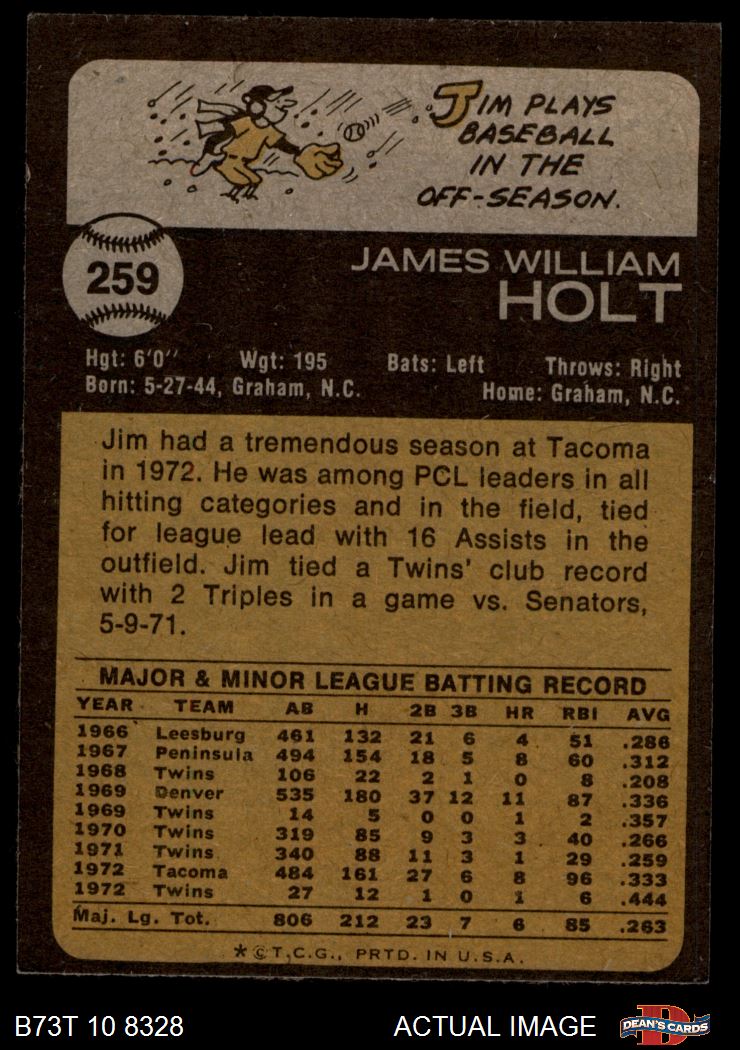 JIM PLAYS
BASEBALL
IN THE
OFF-SEASON.
259
JAMES WILLIAM
HOLT
Hgt: 6'0" Wgt: 195 Bats: Left Throws: Right
Born: 5-27-44, Graham, N.C. Home: Graham, N.C.
Jim had a tremendous season at Tacoma
in 1972. He was among PCL leaders in all
hitting categories and in the field, tied
for league lead with 16 Assists in the
outfield. Jim tied a Twins' club record
with 2 Triples in a game vs. Senators,
5-9-71.
MAJOR & MINOR LEAGUE BATTING RECORD
YEAR TEAM AB H 2B 3B HR RBI AVG
1966 Leesburg 461 132 21 6 4 51 .286
1967 Peninsula 494 154 18 5 8 60 .312
1968 Twins 106 22 2 1 0 8 .208
1969 Denver 535 180 37 12 11 87 .336
1969 Twins 14 5 0 0 1 2 .357
1970 Twins 319 85 9 3 3 40 .266
1971 Twins 340 88 11 3 1 29 .259
1972 Tacoma 484 161 27 6 8 96 .333
1972 Twins 27 12 1 0 1 6 .444
Maj. Lg. Tot. 806 212 23 7 6 85 .263
*©T.C.G., PRTD. IN U.S.A.
B73T 10 8328 ACTUAL IMAGE D DEAN'S CARDS